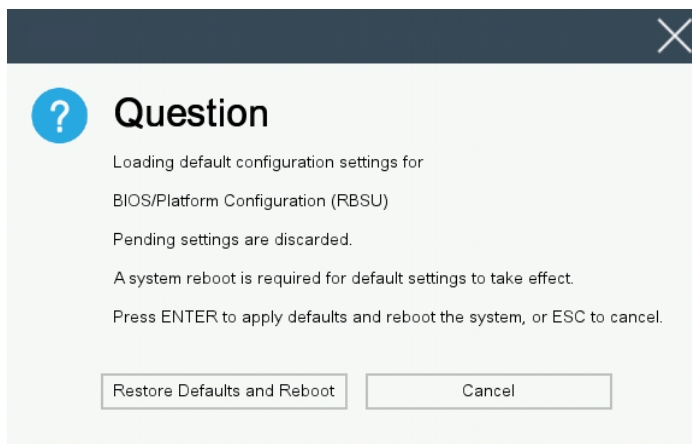 Question
Loading default configuration settings for
BIOS/Platform Configuration (RBSU)
Pending settings are discarded.
A system reboot is required for default settings to take effect.
Press ENTER to apply defaults and reboot the system, or ESC to cancel.
Restore Defaults and Reboot
Cancel